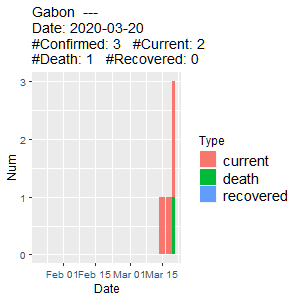 Gabon  ---
Date: 2020-03-20
#Confirmed: 3   #Current: 2
#Death: 1   #Recovered: 0
3
2
1
0
Num
Feb 01 Feb 15 Mar 01 Mar 15
Date
Type
current
death
recovered